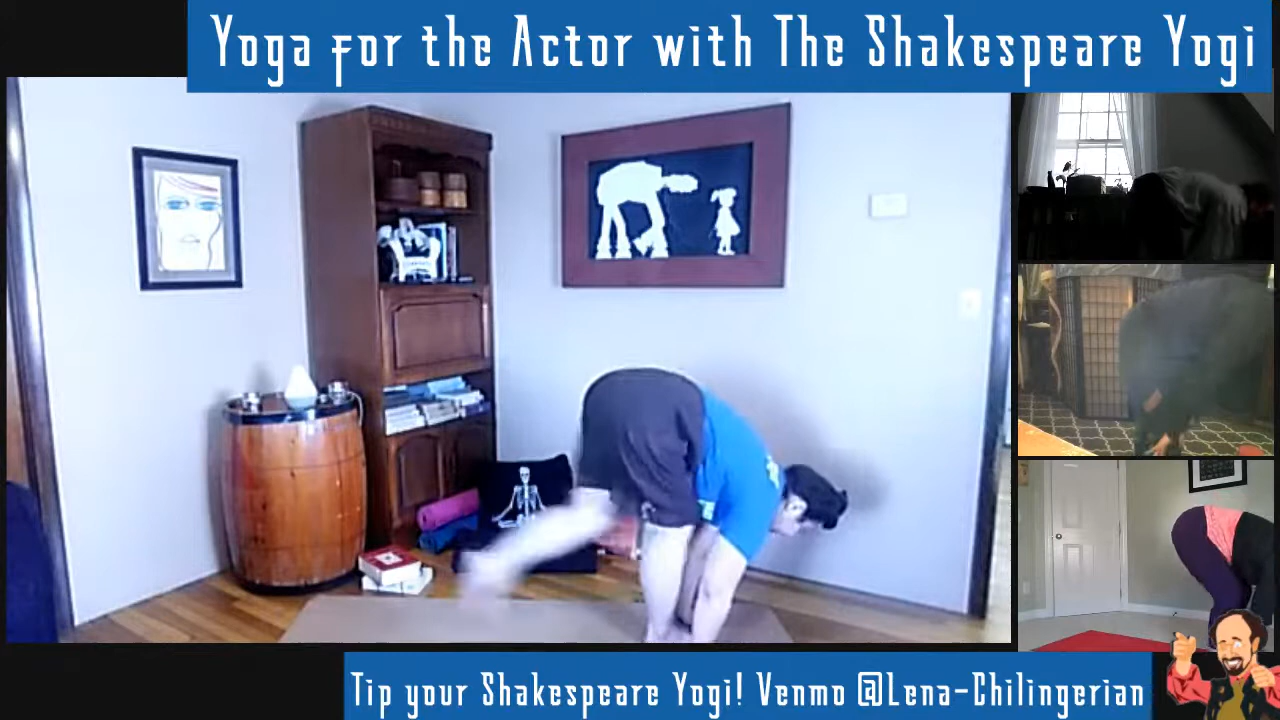 Yoga for the Actor with The Shakespeare Yogi
Tip your Shakespeare Yogi! Venmo @Lena-Chilingerian